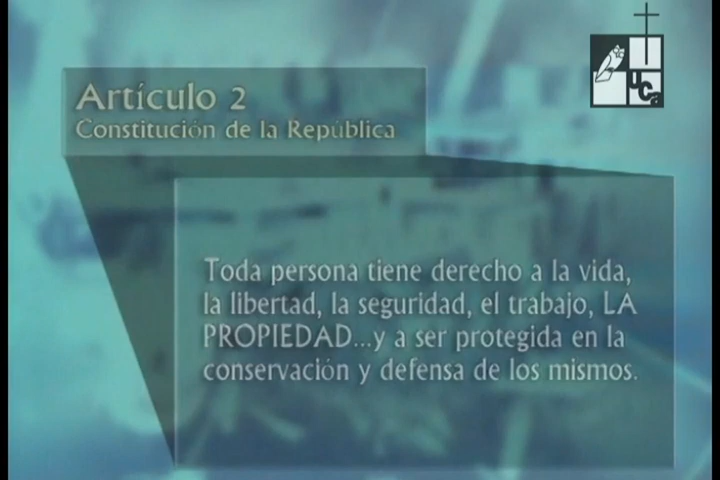 Artículo 2
Constitución de la República
Toda persona tiene derecho a la vida,
la libertad, la seguridad, el trabajo, LA
PROPIEDAD...y a ser protegida en la
conservación y defensa de los mismos.
uca